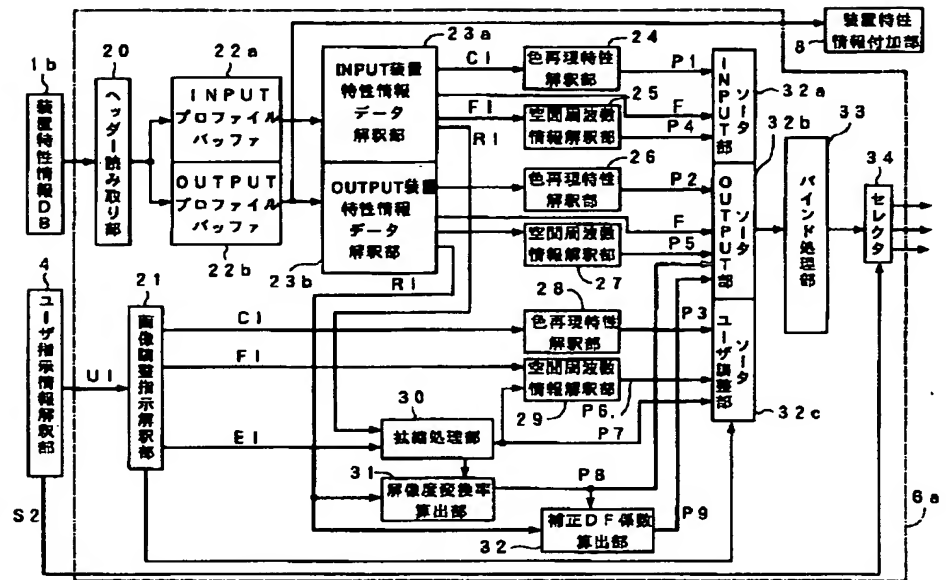 装置特性
情報付加部
8
1b
装置特性情報DB
20
ヘッダー読み取り部
22a
INPUT
プロファイル
バッファ
OUTPUT
プロファイル
バッファ
22b
23a
INPUT装置
特性情報
データ
解釈部
OUTPUT装置
特性情報
データ
解釈部
23b
C1
F1
R1
R1
24
色再現特性
解釈部
P1
25
空間周波数
情報解釈部
F
P4
26
色再現特性
解釈部
P2
空間周波数
情報解釈部
27
F
P5
INPUT部
ソータ
32a
OUTPUT部
ソータ
32b
ユーザ調整部
ソータ
32c
33
バインド処理部
34
セレクタ
4
ユーザ指示情報解釈部
U1
S2
21
画像調整指示解釈部
C1
F1
E1
28
色再現特性
解釈部
P3
空間周波数
情報解釈部
29
P6.
30
拡縮処理部
P7
31
解像度変換率
算出部
P8
補正DF係数
算出部
32
P9
6a